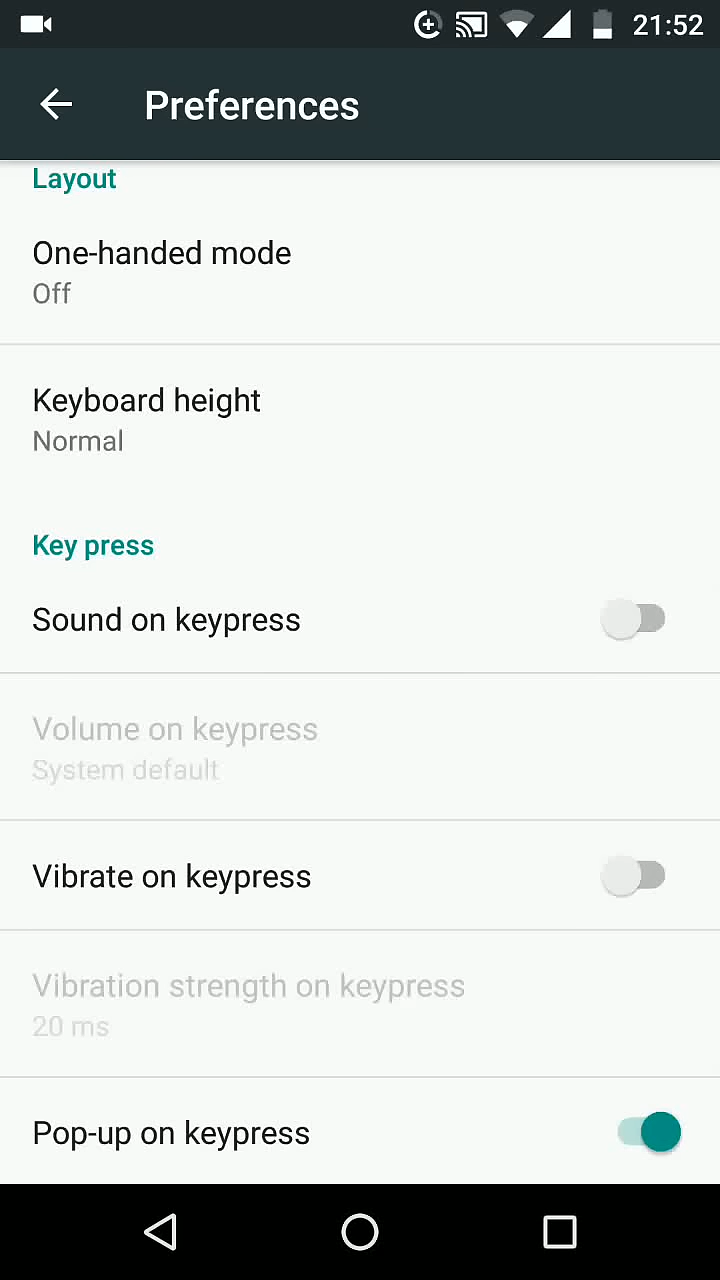 21:52
Preferences
Layout
One-handed mode
Off
Keyboard height
Normal
Key press
Sound on keypress
Volume on keypress
System default
Vibrate on keypress
Vibration strength on keypress
20 ms
Pop-up on keypress